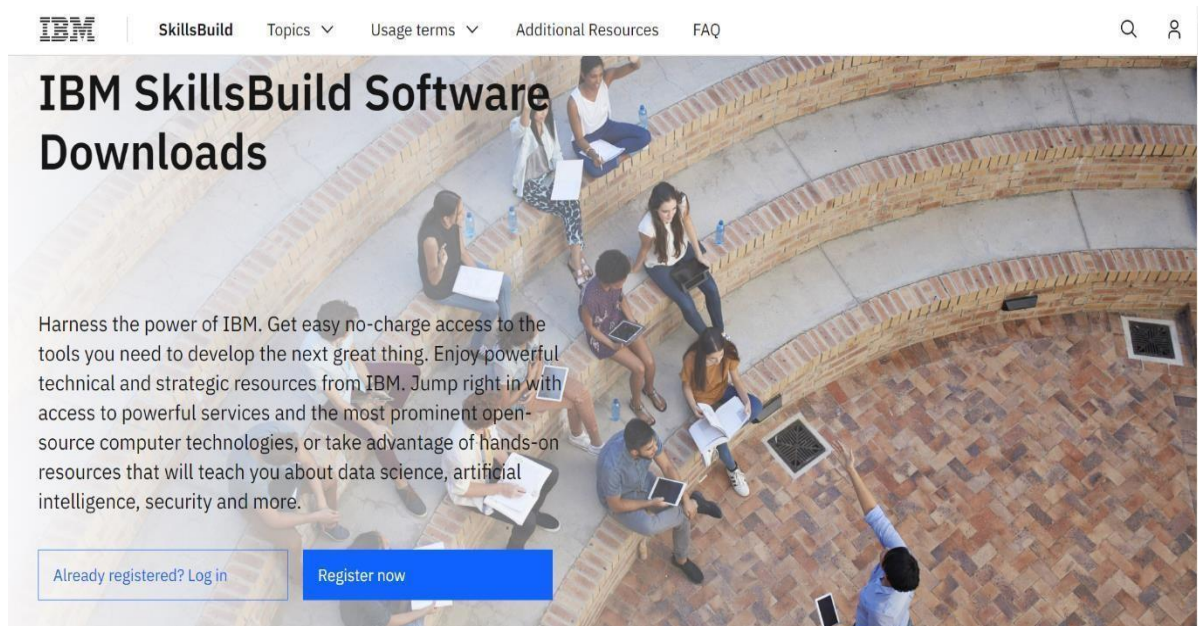 IBM
SkillsBuild
Topics
Usage terms
Additional Resources
FAQ
IBM SkillsBuild Software
Downloads
Harness the power of IBM. Get easy no-charge access to the
tools you need to develop the next great thing. Enjoy powerful
technical and strategic resources from IBM. Jump right in with
access to powerful services and the most prominent open-
source computer technologies, or take advantage of hands-on
resources that will teach you about data science, artificial
intelligence, security and more.
Already registered? Log in
Register now